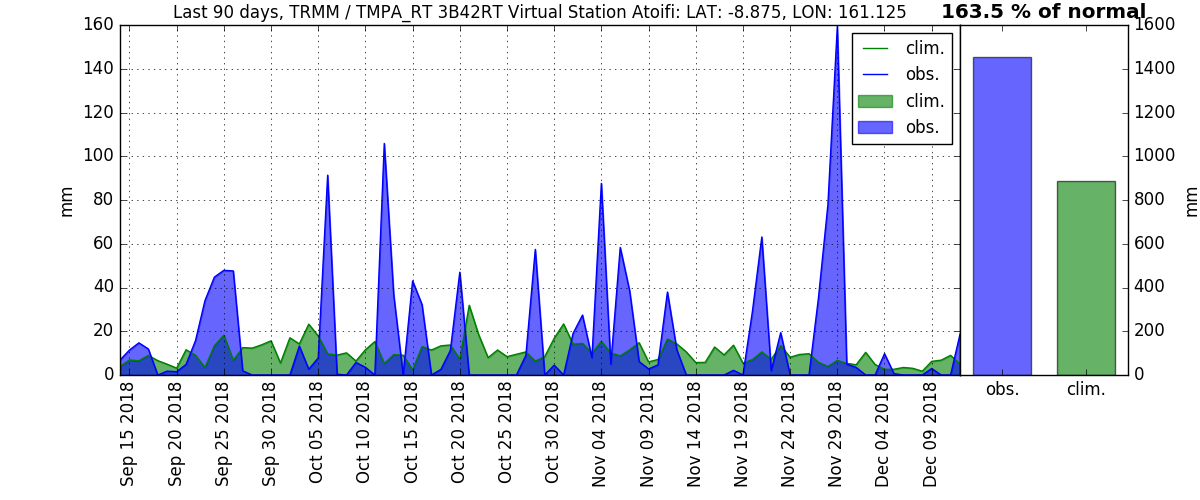 Last 90 days, TRMM / TMPA_RT 3B42RT Virtual Station Atoifi: LAT: -8.875, LON: 161.125
163.5 % of normal
160
140
120
100
80
60
40
20
0
mm
clim.
obs.
clim.
obs.
1600
1400
1200
1000
800
600
400
200
0
mm
Sep 15 2018
Sep 20 2018
Sep 25 2018
Sep 30 2018
Oct 05 2018
Oct 10 2018
Oct 15 2018
Oct 20 2018
Oct 25 2018
Oct 30 2018
Nov 04 2018
Nov 09 2018
Nov 14 2018
Nov 19 2018
Nov 24 2018
Nov 29 2018
Dec 04 2018
Dec 09 2018
obs.
clim.